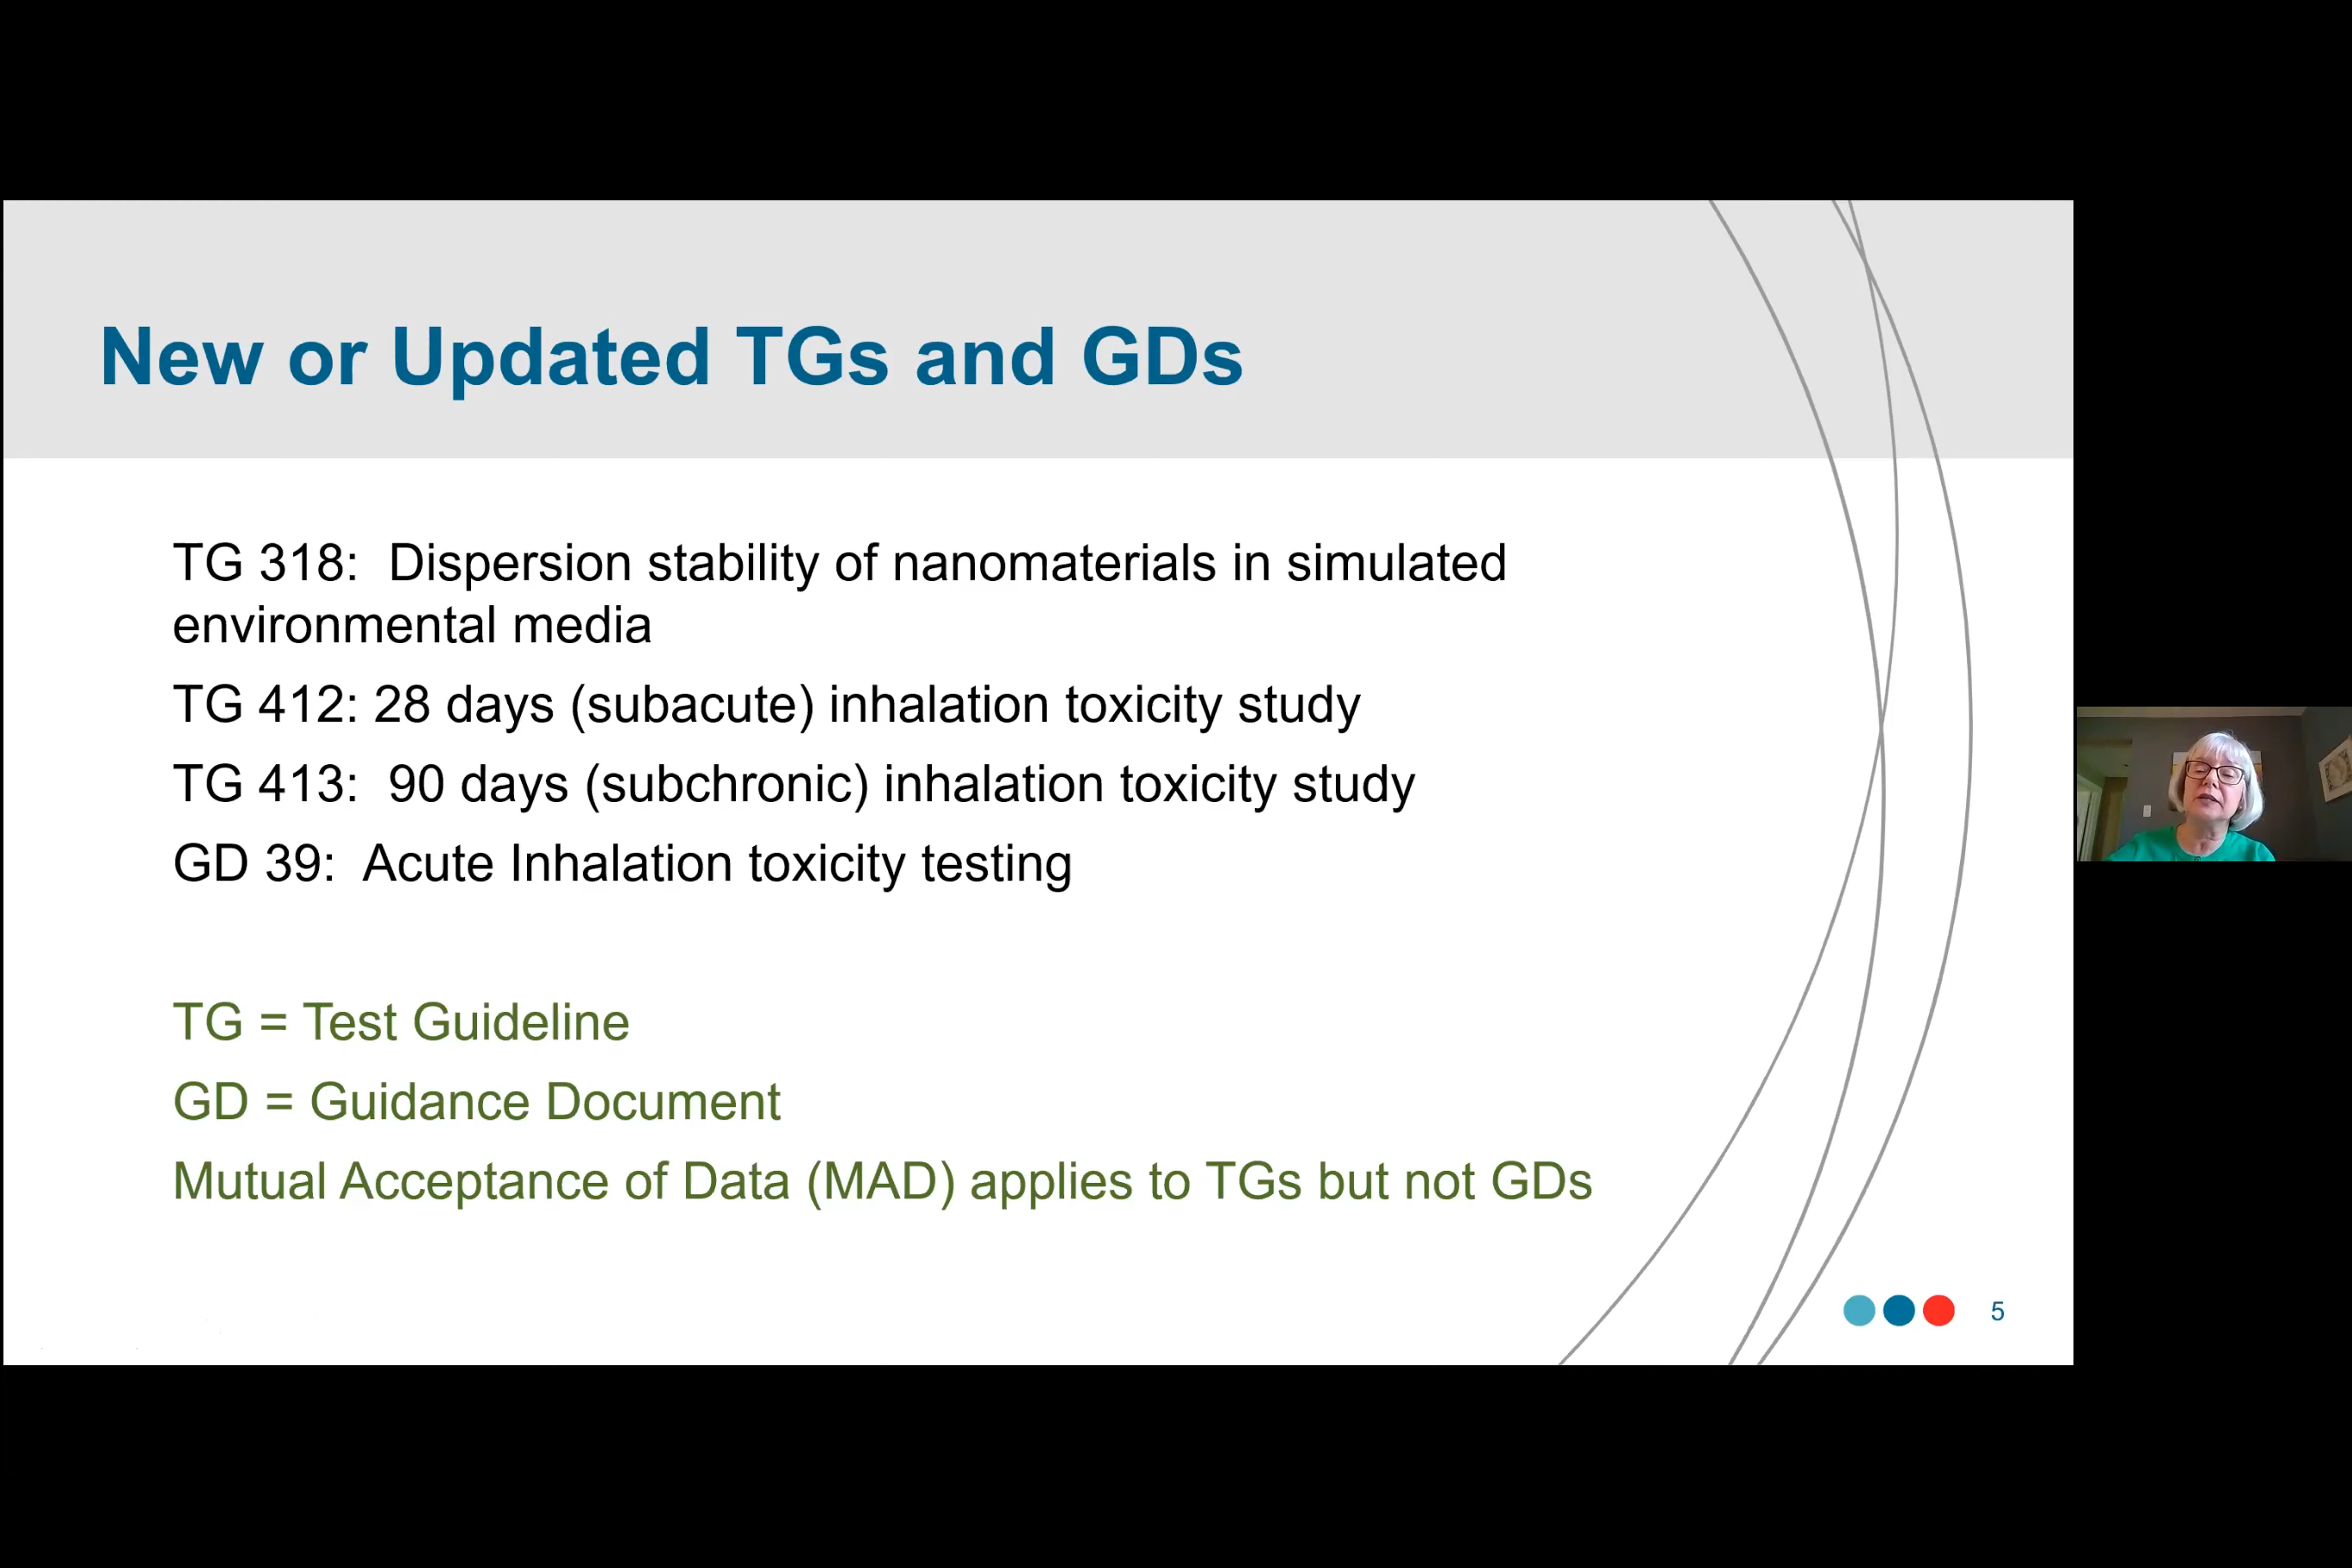 New or Updated TGs and GDs
TG 318:  Dispersion stability of nanomaterials in simulated
environmental media
TG 412: 28 days (subacute) inhalation toxicity study
TG 413:  90 days (subchronic) inhalation toxicity study
GD 39:  Acute Inhalation toxicity testing
TG = Test Guideline
GD = Guidance Document
Mutual Acceptance of Data (MAD) applies to TGs but not GDs
5